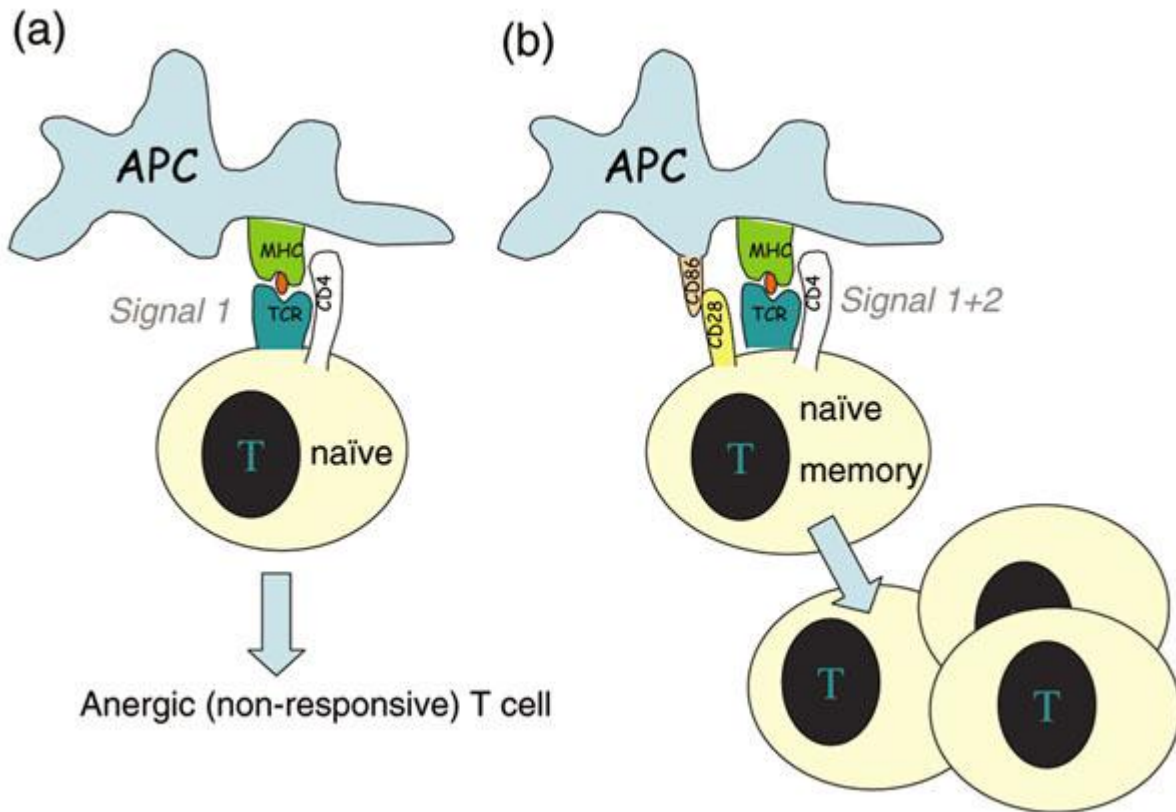 (a)
APC
MHC
TCR
CD4
Signal 1
T
naïve
Anergic (non-responsive) T cell
(b)
APC
CD86
CD28
MHC
TCR
CD4
Signal 1+2
T
naïve
memory
T
T